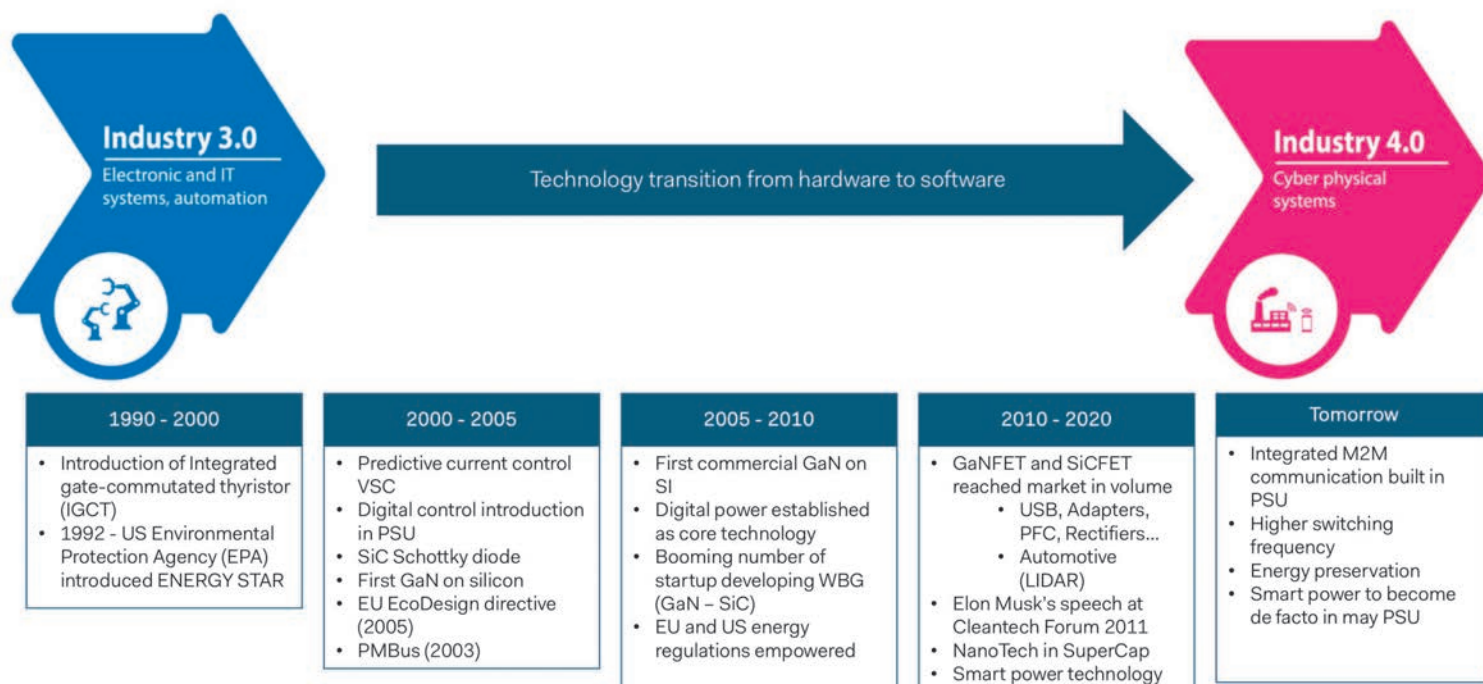 Industry 3.0
Electronic and IT
systems, automation
Technology transition from hardware to software
Industry 4.0
Cyber physical
systems
1990 - 2000
• Introduction of Integrated
gate-commutated thyristor
(IGCT)
• 1992 - US Environmental
Protection Agency (EPA)
introduced ENERGY STAR
2000 - 2005
• Predictive current control
VSC
• Digital control introduction
in PSU
• SiC Schottky diode
• First GaN on silicon
• EU EcoDesign directive
(2005)
• PMBus (2003)
2005 - 2010
• First commercial GaN on
SI
• Digital power established
as core technology
• Booming number of
startup developing WBG
(GaN – SiC)
• EU and US energy
regulations empowered
2010 - 2020
• GaNFET and SiCFET
reached market in volume
• USB, Adapters,
PFC, Rectifiers...
• Automotive
(LIDAR)
• Elon Musk's speech at
Cleantech Forum 2011
• NanoTech in SuperCap
• Smart power technology
Tomorrow
• Integrated M2M
communication built in
PSU
• Higher switching
frequency
• Energy preservation
• Smart power to become
de facto in may PSU